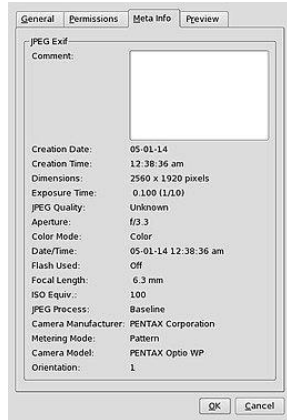 General Permissions Meta Info Preview
JPEG Exif
Comment:
Creation Date: 05-01-14
Creation Time: 12:38:36 am
Dimensions: 2560 x 1920 pixels
Exposure Time: 0.100 (1/10)
JPEG Quality: Unknown
Aperture: f/3.3
Color Mode: Color
Date/Time: 05-01-14 12:38:36 am
Flash Used: Off
Focal Length: 6.3 mm
ISO Equiv.: 100
JPEG Process: Baseline
Camera Manufacturer: PENTAX Corporation
Metering Mode: Pattern
Camera Model: PENTAX Optio WP
Orientation: 1
OK Cancel